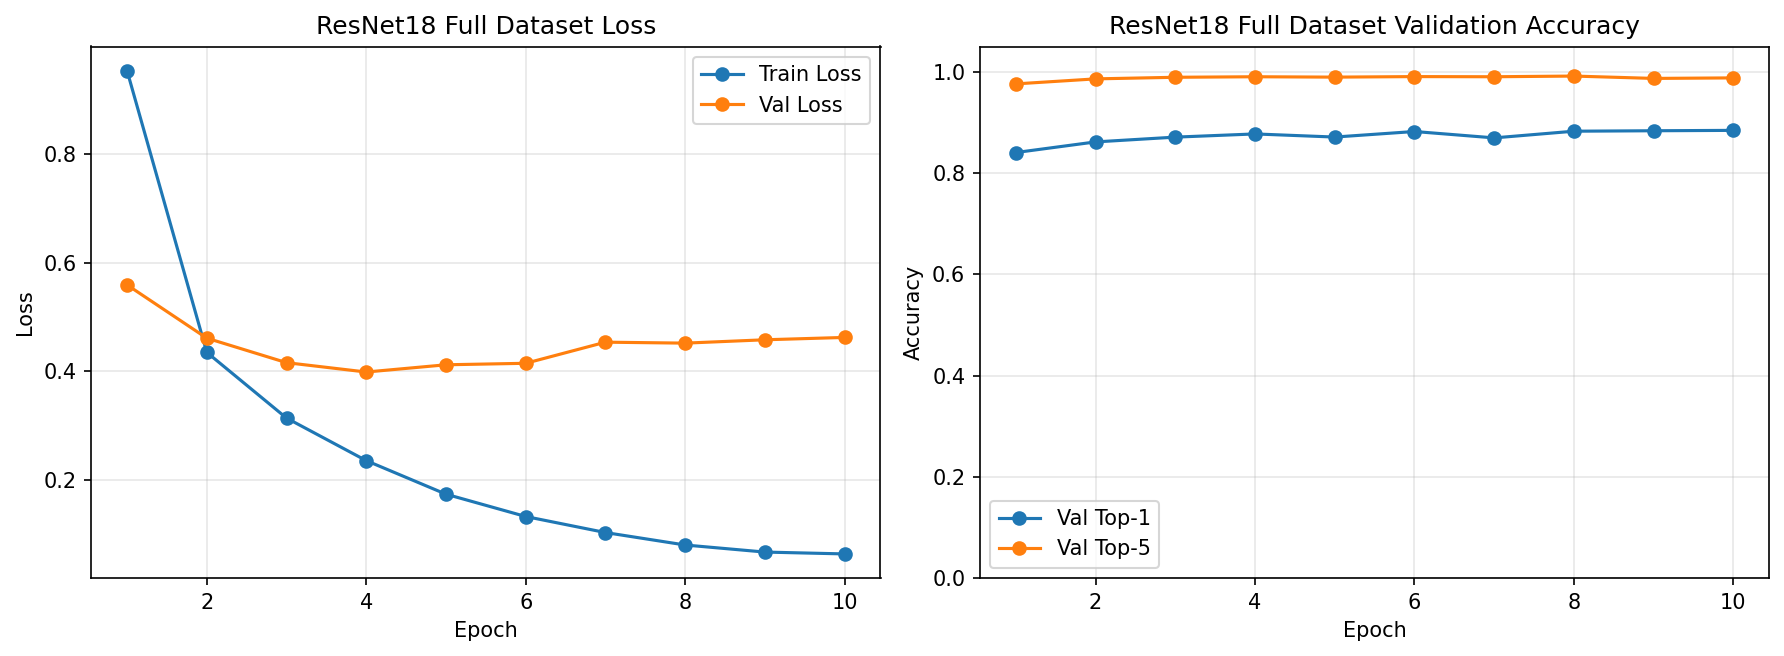 ResNet18 Full Dataset Loss
Train Loss
Val Loss
0.8
0.6
0.4
0.2
Loss
2 4 6 8 10
Epoch
ResNet18 Full Dataset Validation Accuracy
1.0
0.8
0.6
0.4
0.2
0.0
Accuracy
Val Top-1
Val Top-5
2 4 6 8 10
Epoch